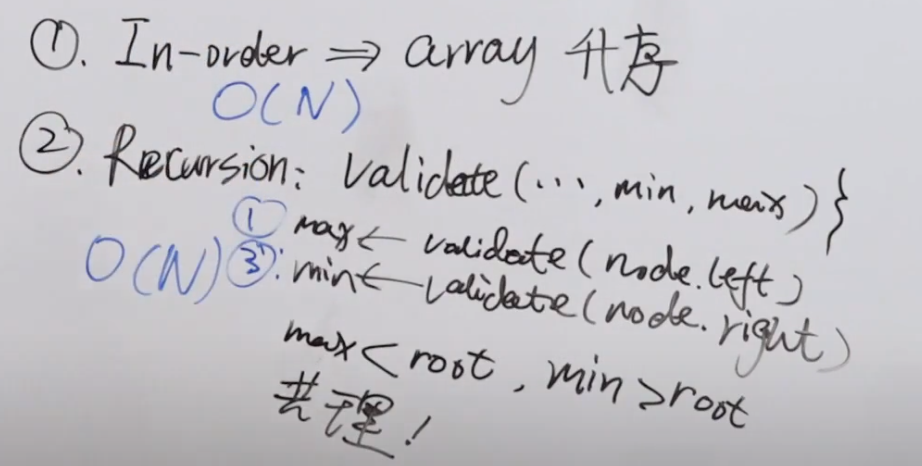 ①. In-order ⇒ array 升序
O(N)
②. Recursion: validate(..., min, max) }
① max ← validate(node.left)
O(N) ③: min ← validate(node.right)
max < root, min > root
理!